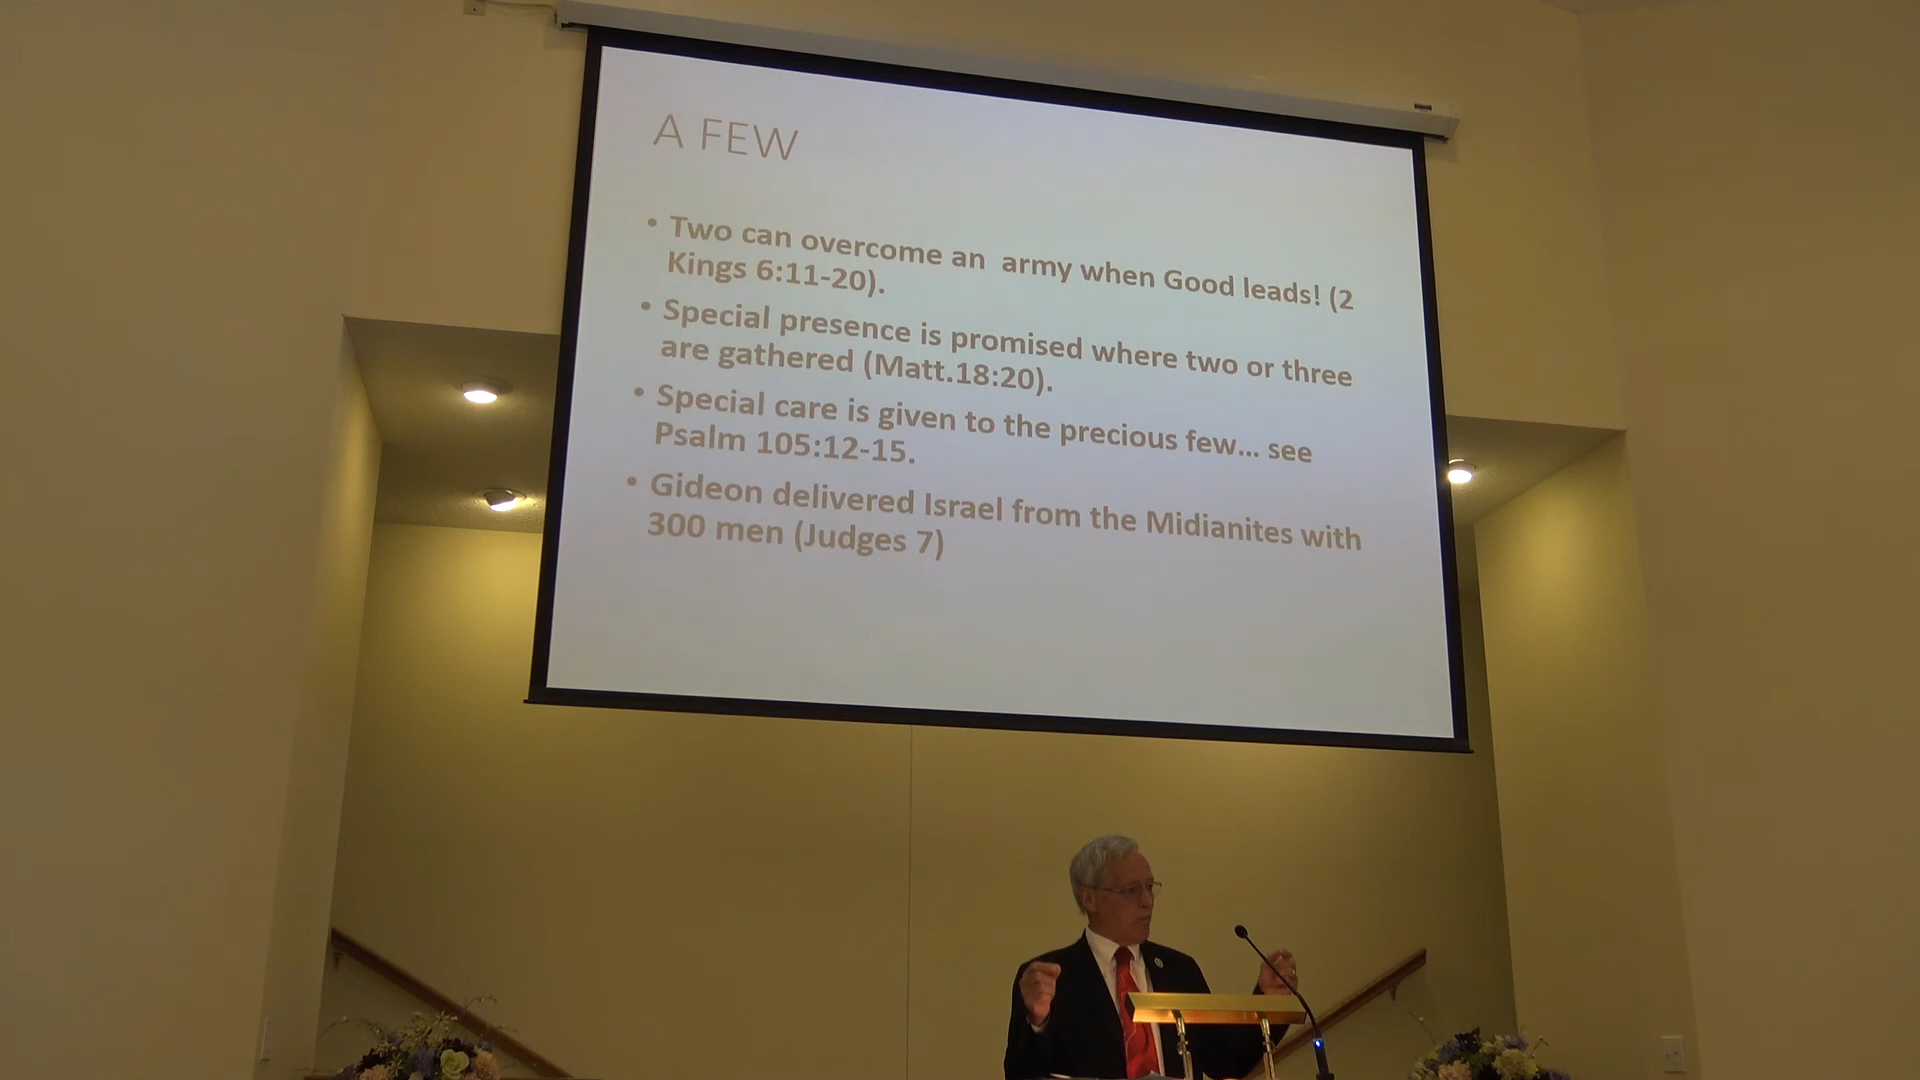 A FEW
• Two can overcome an army when Good leads! (2
Kings 6:11-20).
• Special presence is promised where two or three
are gathered (Matt.18:20).
• Special care is given to the precious few... see
Psalm 105:12-15.
• Gideon delivered Israel from the Midianites with
300 men (Judges 7)